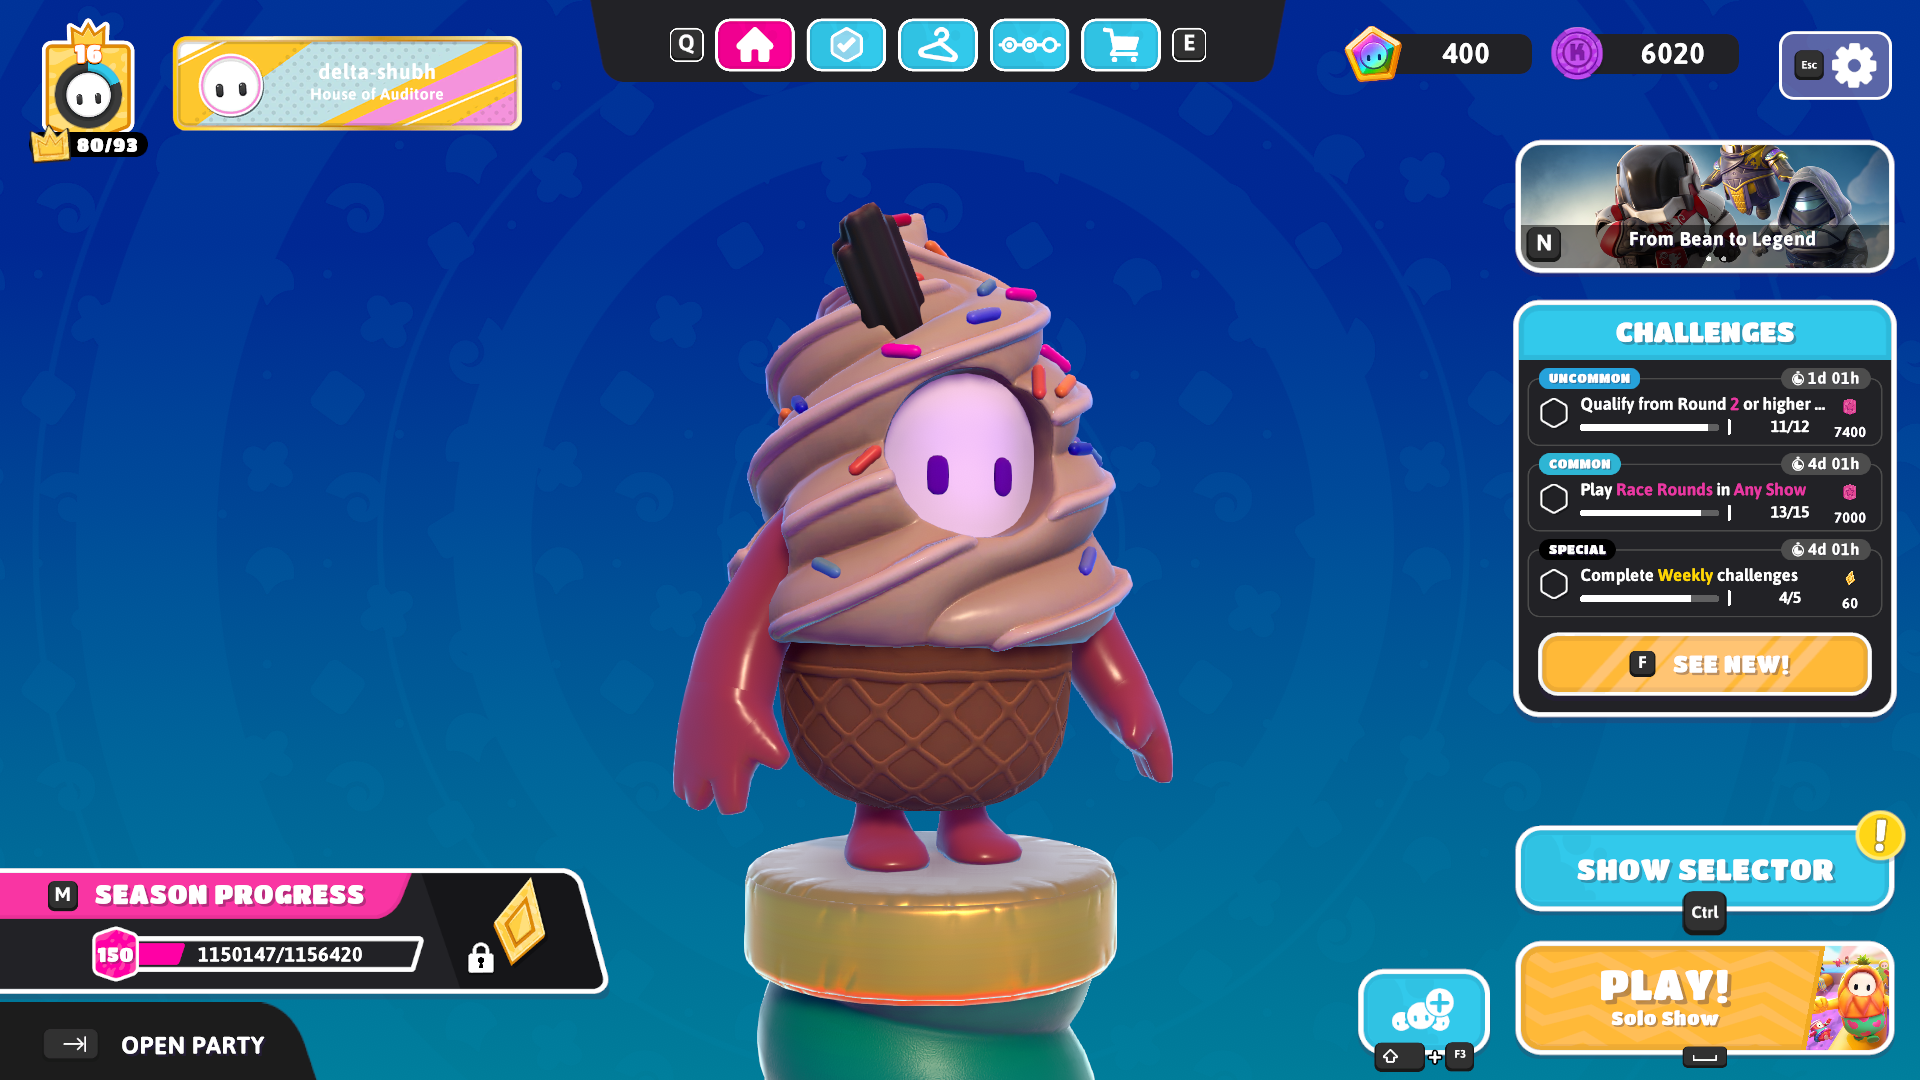 16
80/93
delta-shubh
House of Auditore
Q
E
400
K
6020
Esc
N
From Bean to Legend
CHALLENGES
UNCOMMON
1d 01h
Qualify from Round 2 or higher ...
11/12
7400
COMMON
4d 01h
Play Race Rounds in Any Show
13/15
7000
SPECIAL
4d 01h
Complete Weekly challenges
4/5
60
F
SEE NEW!
!
SHOW SELECTOR
Ctrl
PLAY!
Solo Show
+ F3
M
SEASON PROGRESS
150
1150147/1156420
OPEN PARTY